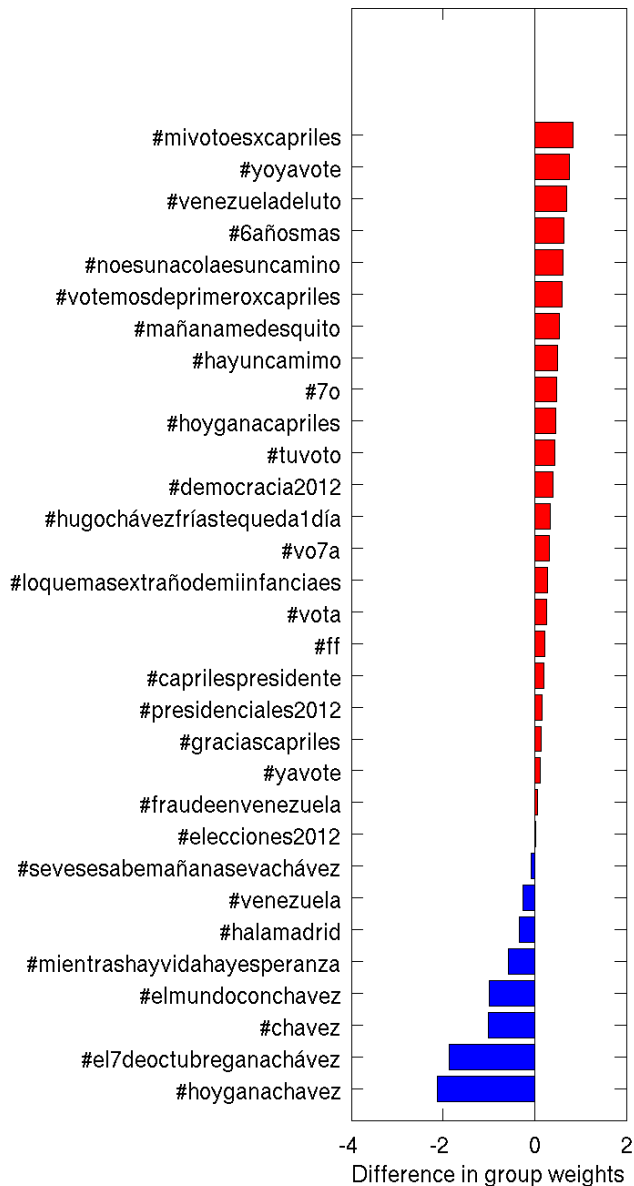 #mivotoesxcapriles
#yoyavote
#venezueladeluto
#6añosmas
#noesunacolaesuncamino
#votemosdeprimeroxcapriles
#mañanamedesquito
#hayuncamimo
#7o
#hoyganacapriles
#tuvoto
#democracia2012
#hugochávezfríastequeda1día
#vo7a
#loquemasextrañodemiinfanciaes
#vota
#ff
#caprilespresidente
#presidenciales2012
#graciascapriles
#yavote
#fraudeenvenezuela
#elecciones2012
#sevesesabemañanasevachávez
#venezuela
#halamadrid
#mientrashayvidahayesperanza
#elmundoconchavez
#chavez
#el7deoctubreganachávez
#hoyganachavez
-4 -2 0 2
Difference in group weights